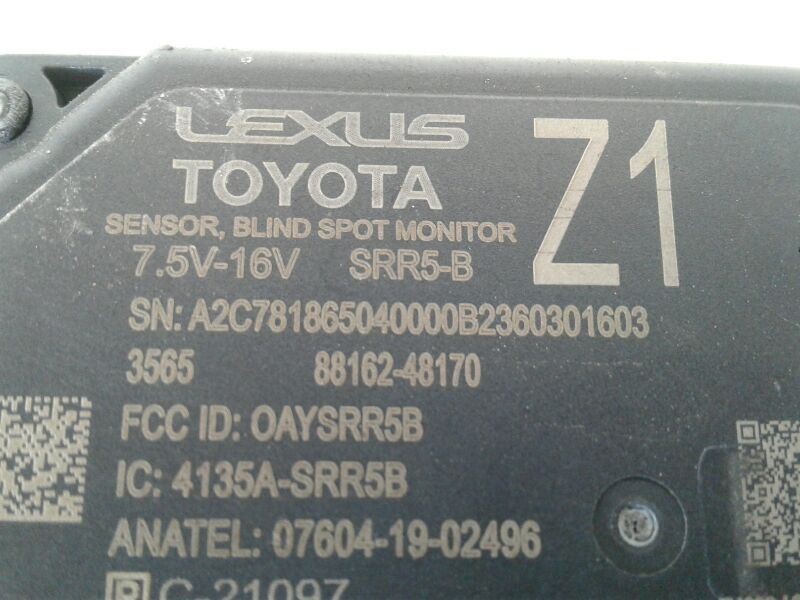 LEXUS
TOYOTA
Z1
SENSOR, BLIND SPOT MONITOR
7.5V-16V SRR5-B
SN: A2C781865040000B2360301603
3565 88162-48170
FCC ID: OAYSRR5B
IC: 4135A-SRR5B
ANATEL: 07604-19-02496
R C-21097